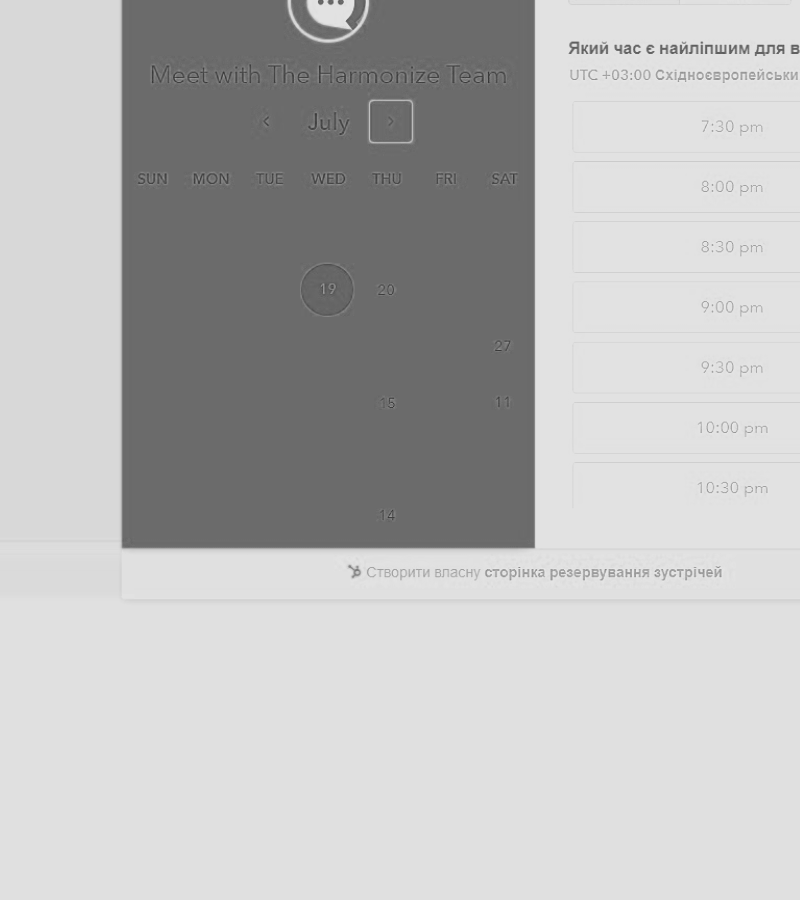 Meet with The Harmonize Team
July
SUN MON TUE WED THU FRI SAT
19 20
27
15 11
14
Який час є найліпшим для в
UTC +03:00 Східноєвропейськи
7:30 pm
8:00 pm
8:30 pm
9:00 pm
9:30 pm
10:00 pm
10:30 pm
Створити власну сторінка резервування зустрічей